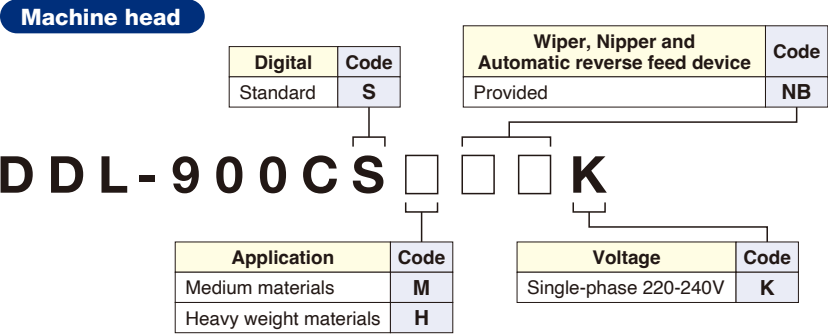 Machine head
Digital Code
Standard S
Wiper, Nipper and
Automatic reverse feed device Code
Provided NB
DDL-900CS□□□K
Application Code
Medium materials M
Heavy weight materials H
Voltage Code
Single-phase 220-240V K